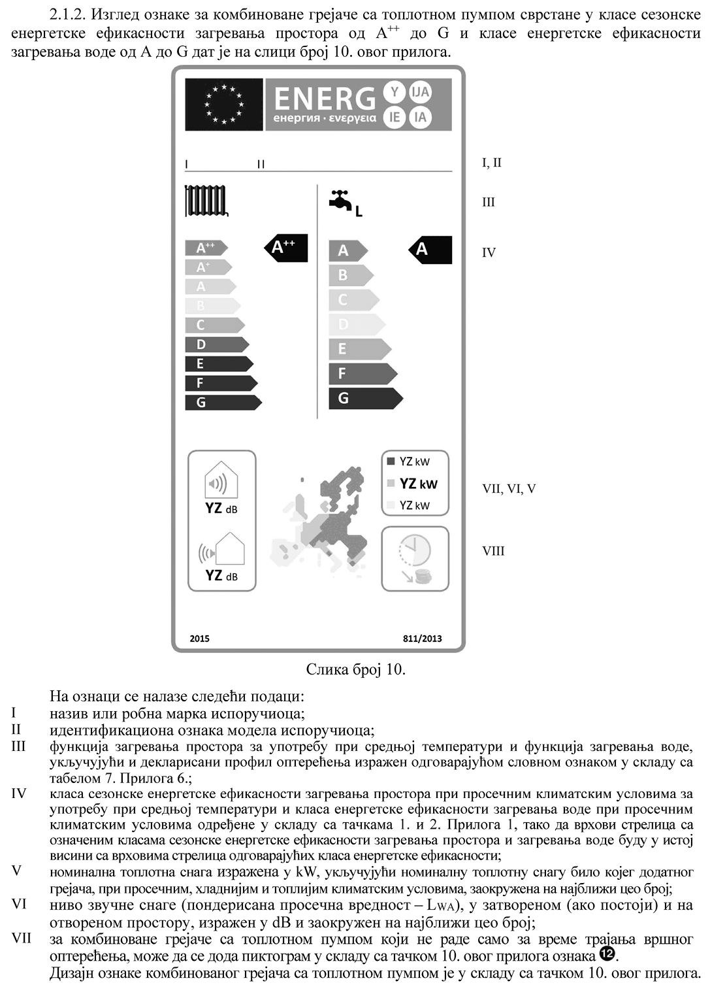 2.1.2. Изглед ознаке за комбиноване грејаче са топлотном пумпом сврстане у класе сезонске
енергетске ефикасности загревања простора од A⁺⁺ до G и класе енергетске ефикасности
загревања воде од А до G дат је на слици број 10. овог прилога.
ENERG
енергия · ενεργεια
Y IJA
IE IA
I II
I, II
III
L
A⁺⁺ A⁺⁺ A A
IV
A⁺
A
B
C
D
E
F
G
B
C
D
E
F
G
YZ kW
YZ kW
YZ kW
VII, VI, V
YZ dB
YZ dB
VIII
2015 811/2013
Слика број 10.
На ознаци се налазе следећи подаци:
I назив или робна марка испоручиоца;
II идентификациона ознака модела испоручиоца;
III функција загревања простора за употребу при средњој температури и функција загревања воде,
укључујући и декларисани профил оптерећења изражен одговарајућом словном ознаком у складу са
табелом 7. Прилога 6.;
IV класа сезонске енергетске ефикасности загревања простора при просечним климатским условима за
употребу при средњој температури и класа енергетске ефикасности загревања воде при просечним
климатским условима одређене у складу са тачкама 1. и 2. Прилога 1, тако да врхови стрелица са
означеним класама сезонске енергетске ефикасности загревања простора и загревања воде буду у истој
висини са врховима стрелица одговарајућих класа енергетске ефикасности;
V номинална топлотна снага изражена у kW, укључујући номиналну топлотну снагу било којег додатног
грејача, при просечним, хладнијим и топлијим климатским условима, заокружена на најближи цео број;
VI ниво звучне снаге (пондерисана просечна вредност – LWA), у затвореном (ако постоји) и на
отвореном простору, изражен у dB и заокружен на најближи цео број;
VII за комбиноване грејаче са топлотном пумпом који не раде само за време трајања вршног
оптерећења, може да се дода пиктограм у складу са тачком 10. овог прилога ознака ⓬.
Дизајн ознаке комбинованог грејача са топлотном пумпом је у складу са тачком 10. овог прилога.